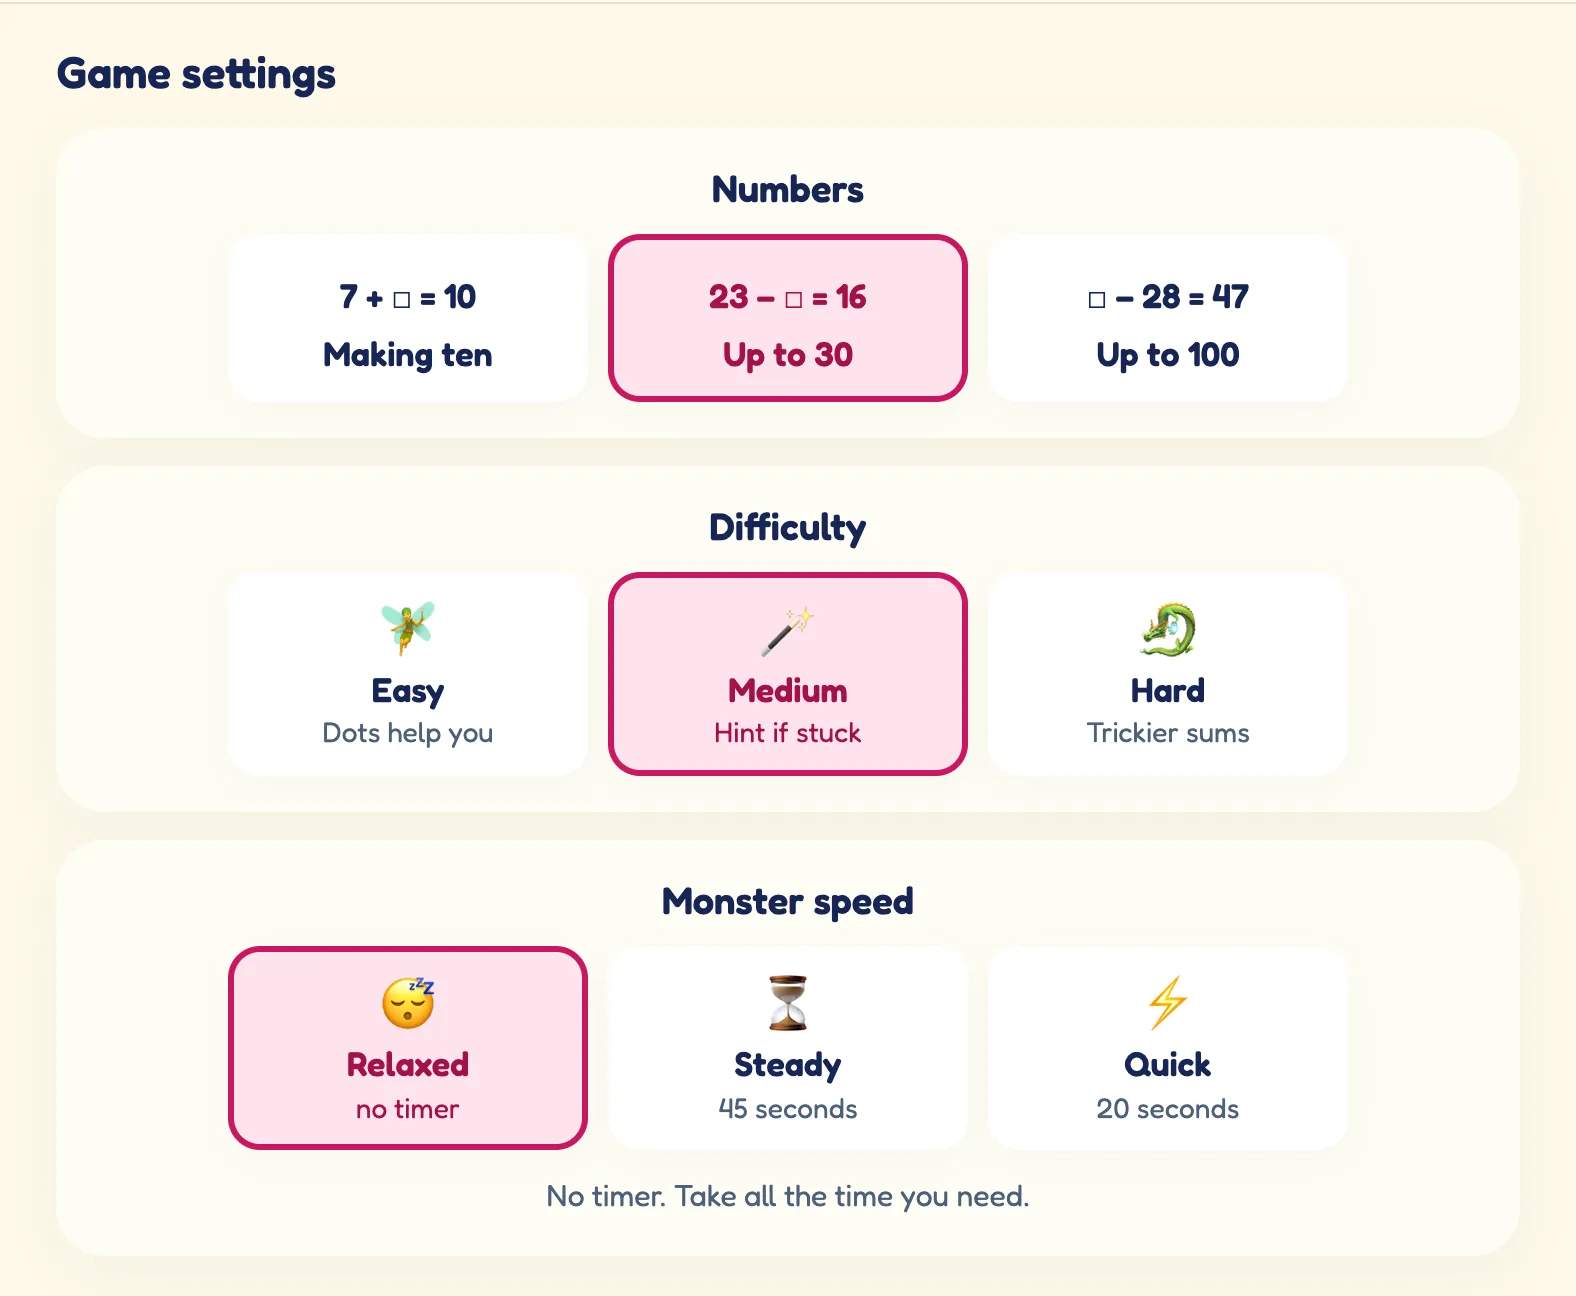 Game settings
Numbers
7 + □ = 10
Making ten
23 – □ = 16
Up to 30
□ – 28 = 47
Up to 100
Difficulty
Easy
Dots help you
Medium
Hint if stuck
Hard
Trickier sums
Monster speed
Relaxed
no timer
Steady
45 seconds
Quick
20 seconds
No timer. Take all the time you need.